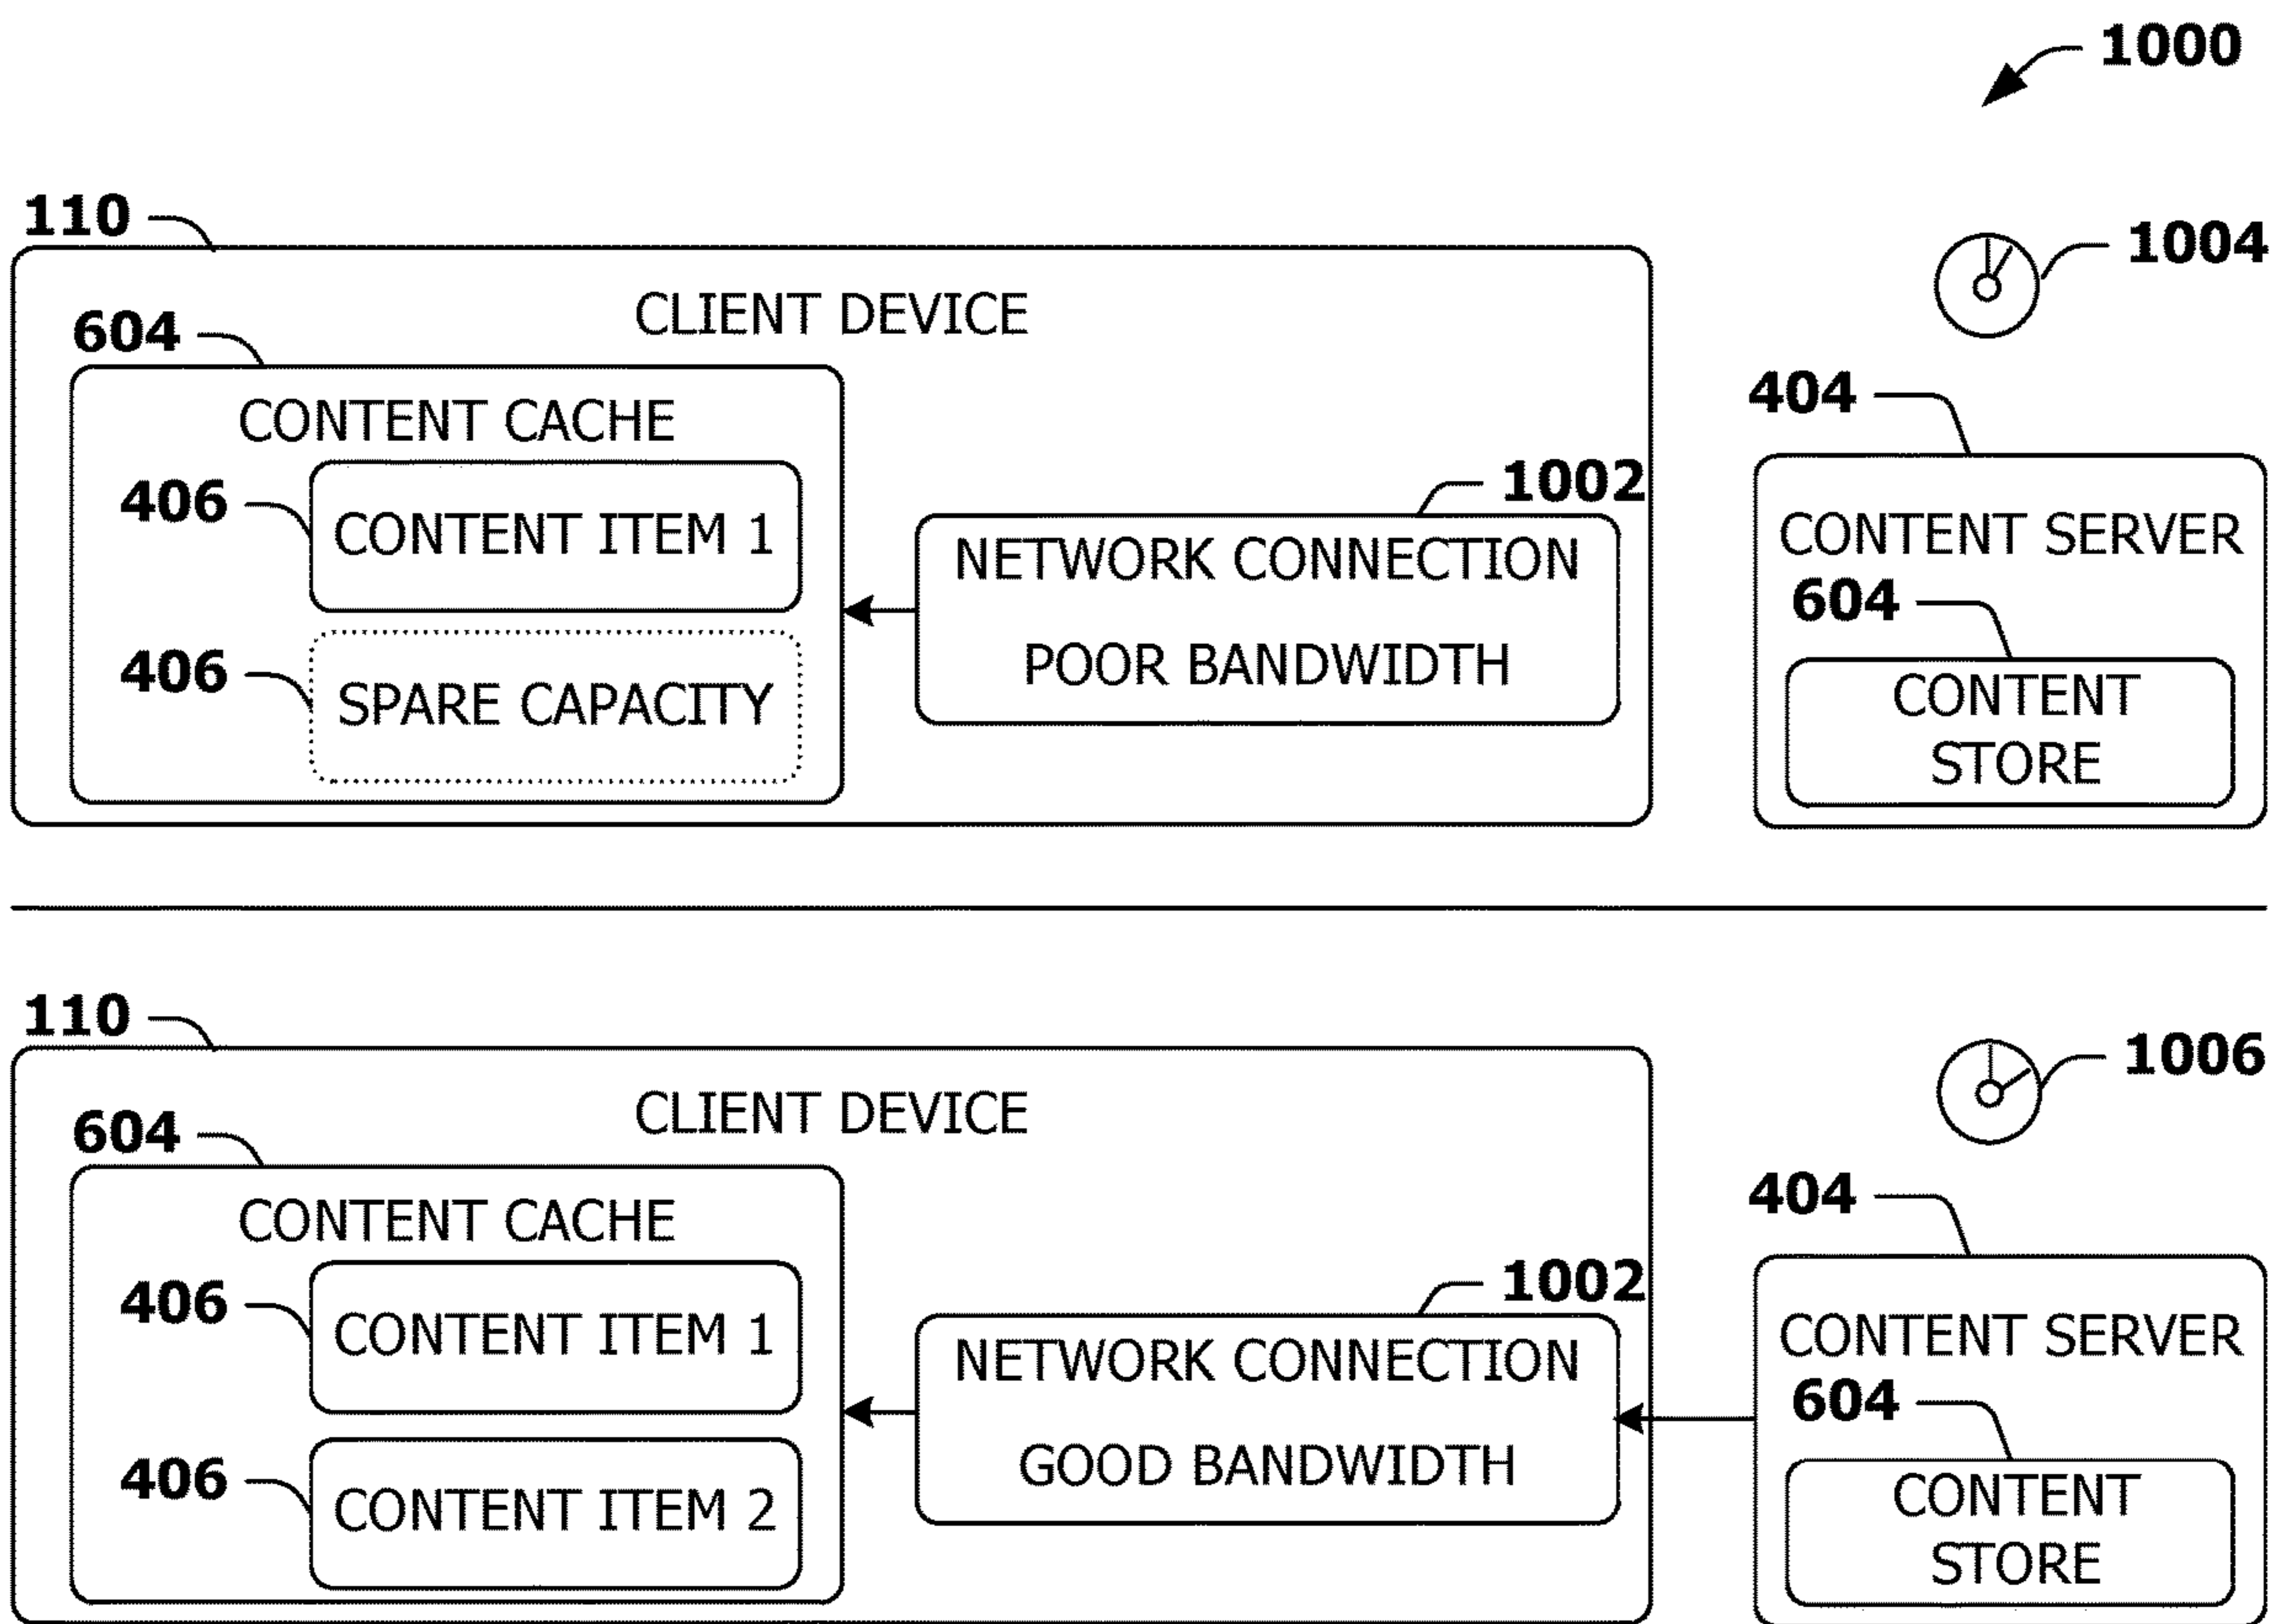 1000
110
1004
CLIENT DEVICE
604
404
CONTENT CACHE
406
CONTENT ITEM 1
1002
NETWORK CONNECTION
POOR BANDWIDTH
CONTENT SERVER
604
406
SPARE CAPACITY
CONTENT
STORE
110
1006
CLIENT DEVICE
604
404
CONTENT CACHE
406
CONTENT ITEM 1
1002
NETWORK CONNECTION
GOOD BANDWIDTH
CONTENT SERVER
604
406
CONTENT ITEM 2
CONTENT
STORE